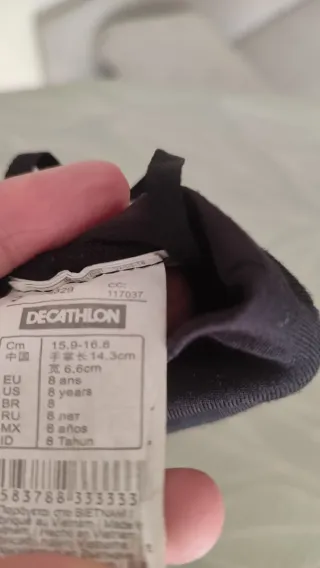 CC:
117037
DECATHLON
Cm 15.9-16.8
中国 手掌长14.3cm
宽 6.6cm
EU 8 ans
US 8 years
BR 8
RU 8 лет
MX 8 años
ID 8 Tahun
583788 333333